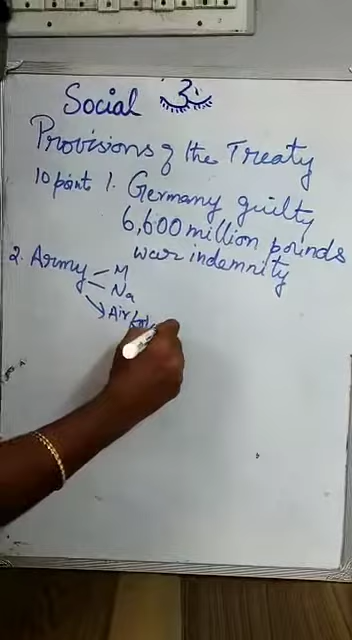 Social 3
Provisions of the Treaty
10 point 1. Germany guilty
6,600 million pounds
war indemnity
2. Army
M
Na